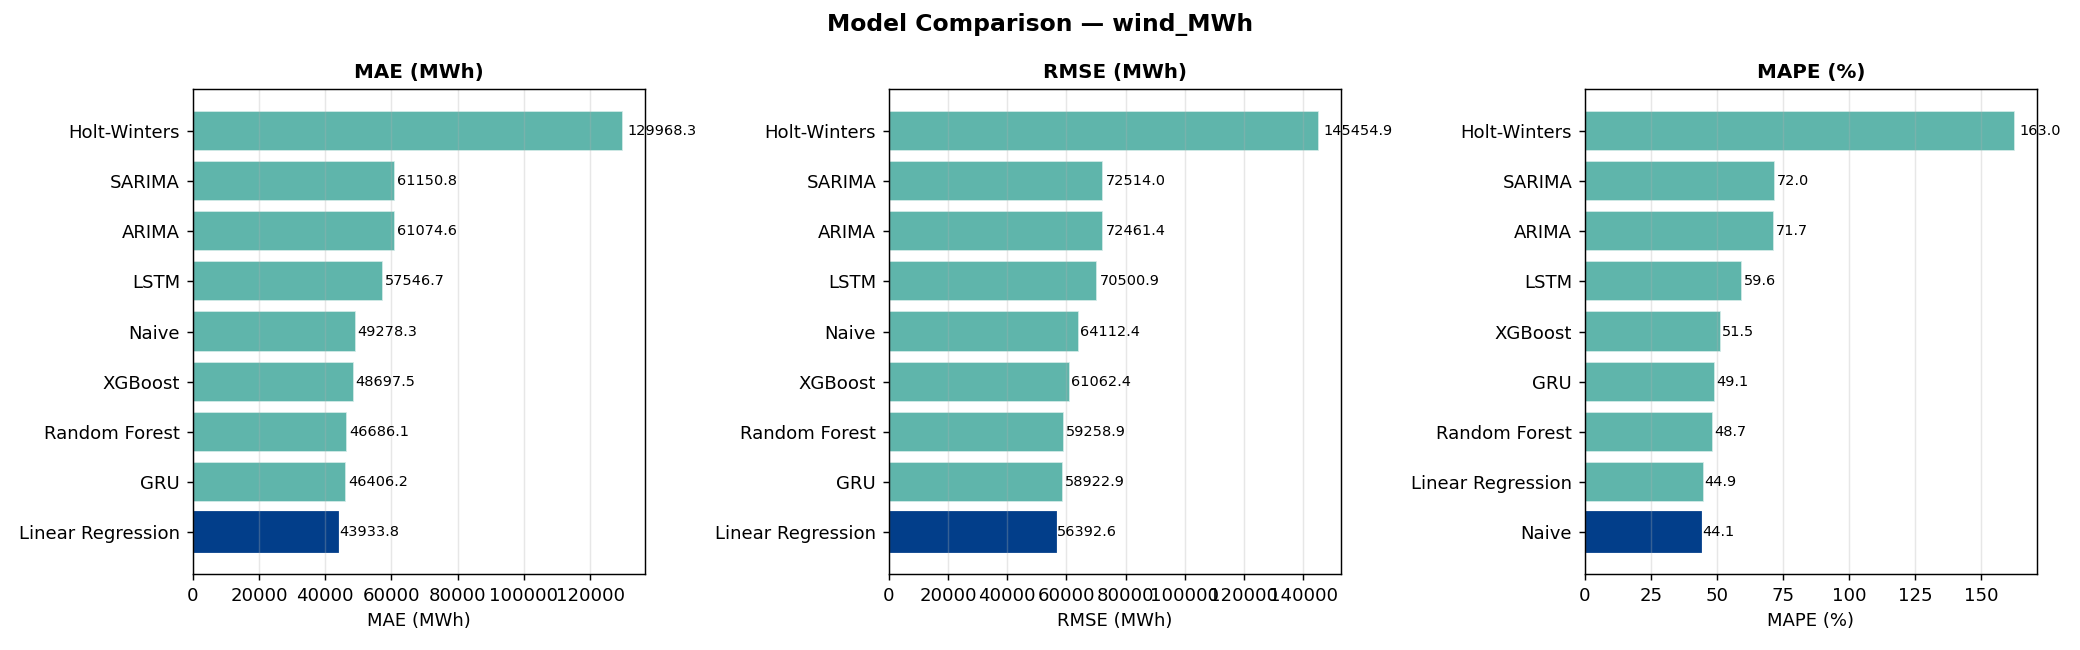 Model Comparison — wind_MWh
MAE (MWh)
Holt-Winters 129968.3
SARIMA 61150.8
ARIMA 61074.6
LSTM 57546.7
Naive 49278.3
XGBoost 48697.5
Random Forest 46686.1
GRU 46406.2
Linear Regression 43933.8
0 20000 40000 60000 80000 100000 120000
MAE (MWh)
RMSE (MWh)
Holt-Winters 145454.9
SARIMA 72514.0
ARIMA 72461.4
LSTM 70500.9
Naive 64112.4
XGBoost 61062.4
Random Forest 59258.9
GRU 58922.9
Linear Regression 56392.6
0 20000 40000 60000 80000 100000 120000 140000
RMSE (MWh)
MAPE (%)
Holt-Winters 163.0
SARIMA 72.0
ARIMA 71.7
LSTM 59.6
XGBoost 51.5
GRU 49.1
Random Forest 48.7
Linear Regression 44.9
Naive 44.1
0 25 50 75 100 125 150
MAPE (%)